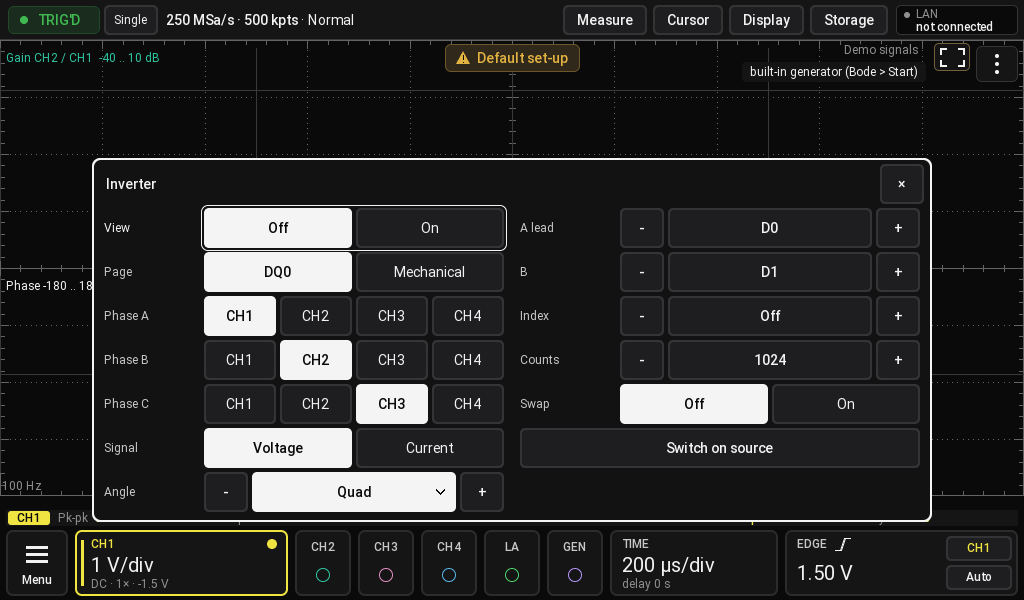 TRIG'D
Single
250 MSa/s · 500 kpts · Normal
Measure
Cursor
Display
Storage
LAN
not connected
Gain CH2 / CH1 -40 .. 10 dB
Default set-up
Demo signals
built-in generator (Bode > Start)
Inverter
×
View
Off
On
A lead
-
D0
+
Page
DQ0
Mechanical
B
-
D1
+
Phase -180 .. 18
Phase A
CH1
CH2
CH3
CH4
Index
-
Off
+
Phase B
CH1
CH2
CH3
CH4
Counts
-
1024
+
Phase C
CH1
CH2
CH3
CH4
Swap
Off
On
Signal
Voltage
Current
Switch on source
100 Hz
Angle
-
Quad
+
CH1
Pk-pk
Menu
CH1
1 V/div
DC · 1× · -1.5 V
CH2
CH3
CH4
LA
GEN
TIME
200 µs/div
delay 0 s
EDGE
1.50 V
CH1
Auto